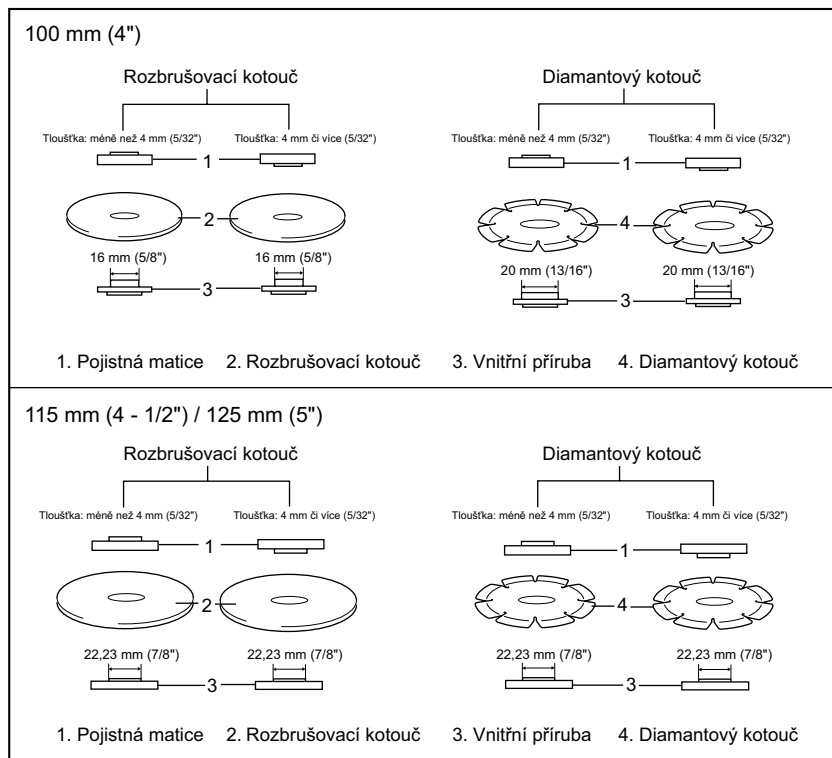 100 mm (4")
Rozbrušovací kotouč Diamantový kotouč
Tloušťka: méně než 4 mm (5/32") Tloušťka: 4 mm či více (5/32") Tloušťka: méně než 4 mm (5/32") Tloušťka: 4 mm či více (5/32")
1 1
2 4
16 mm (5/8") 16 mm (5/8") 20 mm (13/16") 20 mm (13/16")
3 3
1. Pojistná matice 2. Rozbrušovací kotouč 3. Vnitřní příruba 4. Diamantový kotouč
115 mm (4 - 1/2") / 125 mm (5")
Rozbrušovací kotouč Diamantový kotouč
Tloušťka: méně než 4 mm (5/32") Tloušťka: 4 mm či více (5/32") Tloušťka: méně než 4 mm (5/32") Tloušťka: 4 mm či více (5/32")
1 1
2 4
22,23 mm (7/8") 22,23 mm (7/8") 22,23 mm (7/8") 22,23 mm (7/8")
3 3
1. Pojistná matice 2. Rozbrušovací kotouč 3. Vnitřní příruba 4. Diamantový kotouč